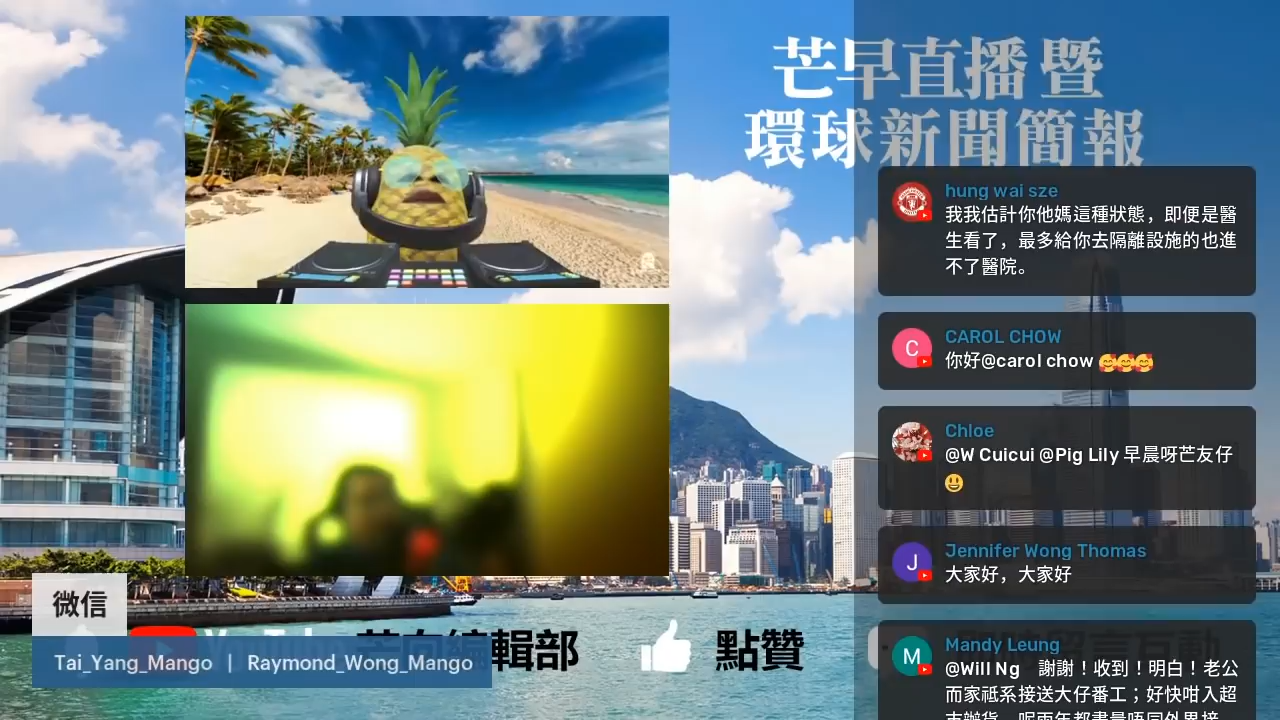 芒早直播 暨
環球新聞簡報
hung wai sze
我我估計你他媽這種狀態，即便是醫
生看了，最多給你去隔離設施的也進
不了醫院。
CAROL CHOW
你好@carol chow 🥰🥰🥰
Chloe
@W Cuicui @Pig Lily 早晨呀芒友仔
😃
Jennifer Wong Thomas
大家好，大家好
Mandy Leung
@Will Ng 謝謝！收到！明白！老公
而家祗系接送大仔番工；好快咁入超
微信
Tai_Yang_Mango | Raymond_Wong_Mango
輯部
點贊
C
J
M